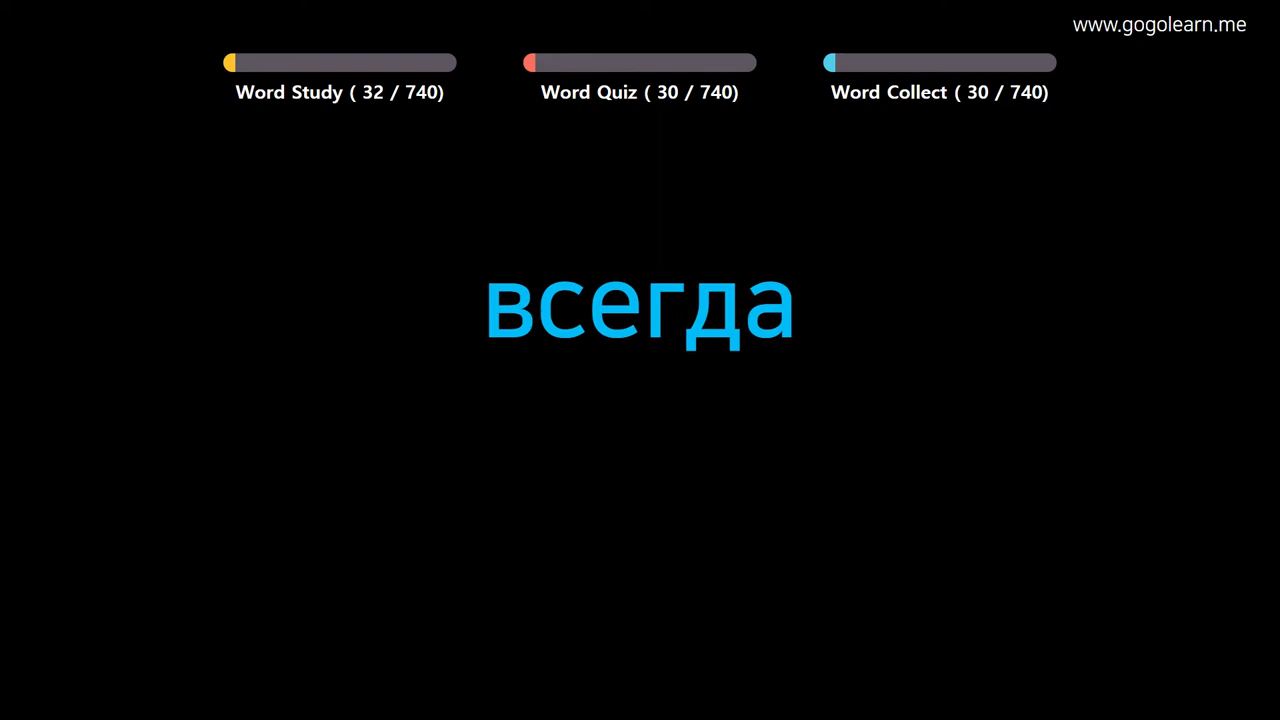 www.gogolearn.me
Word Study ( 32 / 740)
Word Quiz ( 30 / 740)
Word Collect ( 30 / 740)
всегда